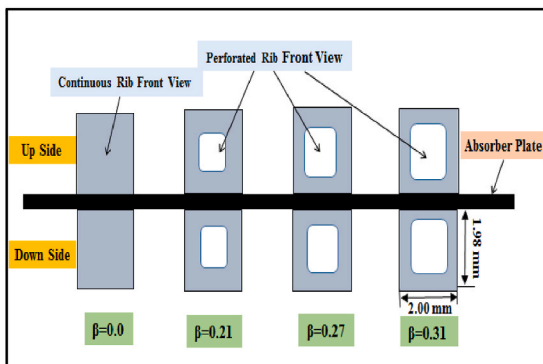 Perforated Rib Front View
Continuous Rib Front View
Up Side
Absorber Plate
Down Side
1.98 mm
2.00 mm
β=0.0
β=0.21
β=0.27
β=0.31